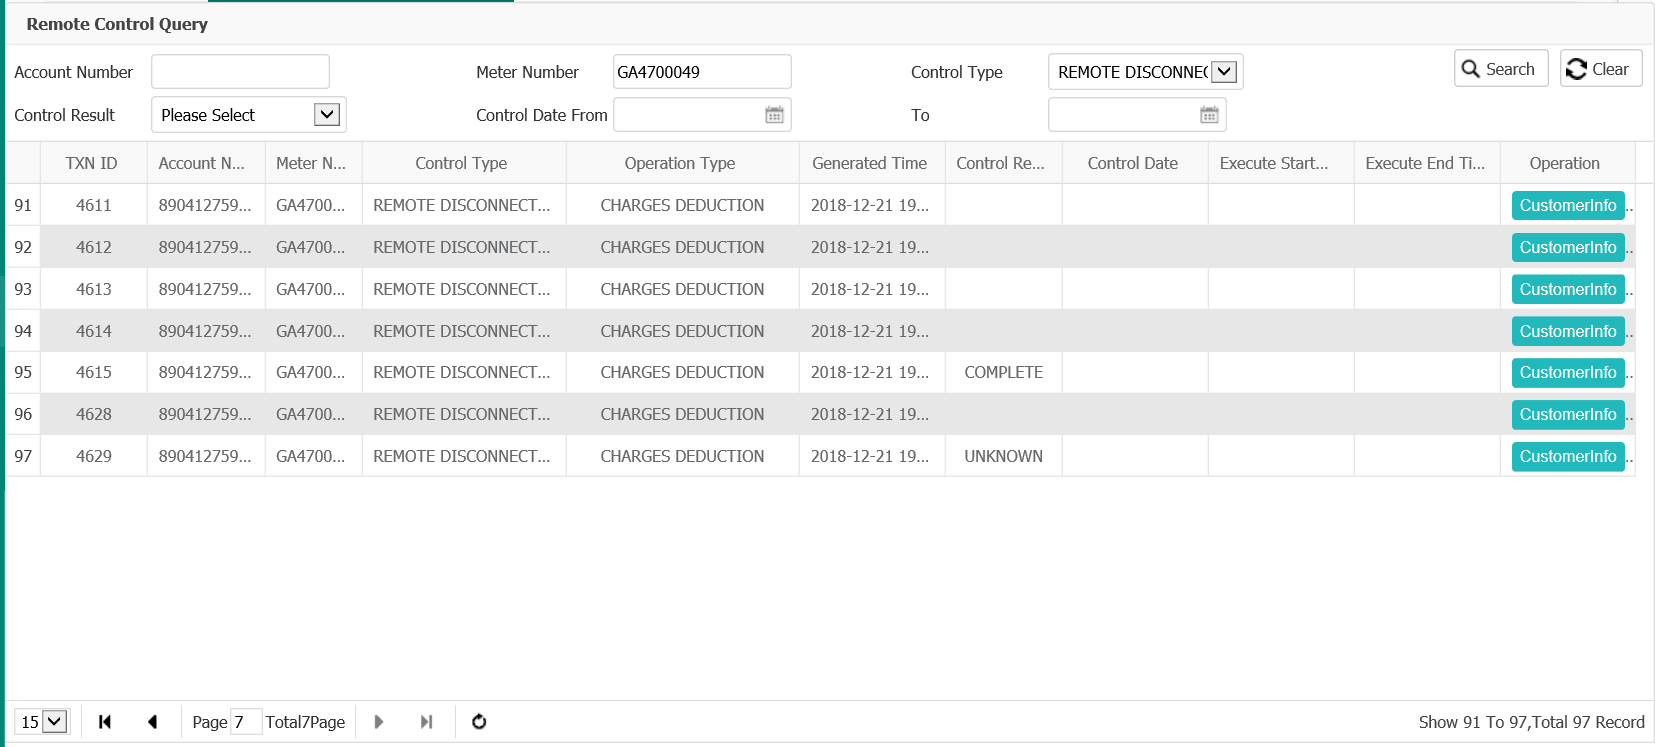 Remote Control Query
Account Number Meter Number GA4700049 Control Type REMOTE DISCONNEC Search Clear
Control Result Please Select Control Date From To
TXN ID Account N... Meter N... Control Type Operation Type Generated Time Control Re... Control Date Execute Start... Execute End Ti... Operation
91 4611 890412759... GA4700... REMOTE DISCONNECT... CHARGES DEDUCTION 2018-12-21 19... CustomerInfo ..
92 4612 890412759... GA4700... REMOTE DISCONNECT... CHARGES DEDUCTION 2018-12-21 19... CustomerInfo ..
93 4613 890412759... GA4700... REMOTE DISCONNECT... CHARGES DEDUCTION 2018-12-21 19... CustomerInfo ..
94 4614 890412759... GA4700... REMOTE DISCONNECT... CHARGES DEDUCTION 2018-12-21 19... CustomerInfo ..
95 4615 890412759... GA4700... REMOTE DISCONNECT... CHARGES DEDUCTION 2018-12-21 19... COMPLETE CustomerInfo ..
96 4628 890412759... GA4700... REMOTE DISCONNECT... CHARGES DEDUCTION 2018-12-21 19... CustomerInfo ..
97 4629 890412759... GA4700... REMOTE DISCONNECT... CHARGES DEDUCTION 2018-12-21 19... UNKNOWN CustomerInfo ..
15 Page 7 Total7Page Show 91 To 97,Total 97 Record